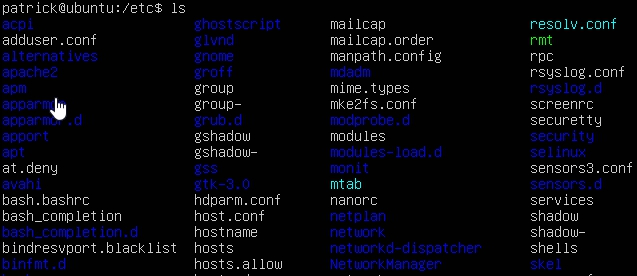 patrick@ubuntu:/etc$ ls
acpi ghostscript mailcap resolv.conf
adduser.conf glvnd mailcap.order rmt
alternatives gnome manpath.config rpc
apache2 groff mdadm rsyslog.conf
apm group mime.types rsyslog.d
apparmor group- mke2fs.conf screenrc
apparmor.d grub.d modprobe.d securetty
apport gshadow modules security
apt gshadow- modules-load.d selinux
at.deny gss monit sensors3.conf
avahi gtk-3.0 mtab sensors.d
bash.bashrc hdparm.conf nanorc services
bash_completion host.conf netplan shadow
bash_completion.d hostname network shadow-
bindresvport.blacklist hosts networkd-dispatcher shells
binfmt.d hosts.allow NetworkManager skel